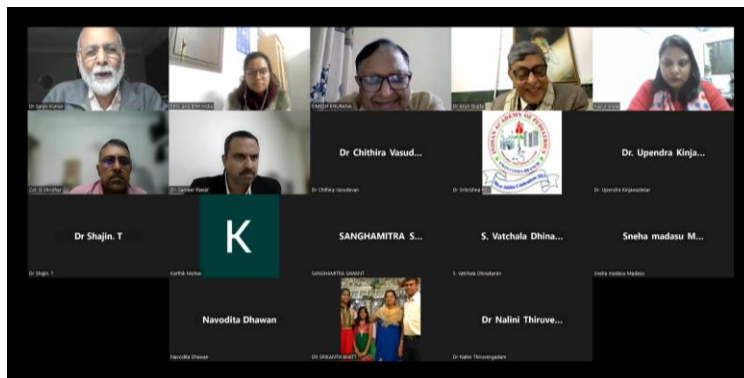 Dr Sanjiv Kumar
DINESH KHURANA
Dr Arun Gupta
Col. G Shridhar
Dr. Sameer Pawar
Dr Chithira Vasud...
Dr Chithira Vasudevan
INDIAN ACADEMY OF PEDIATRICS
Dr. Upendra Kinja...
Dr. Upendra Kinjawadekar
Dr Shajin. T
Dr Shajin. T
K
Karthik Mohan
SANGHAMITRA S...
SANGHAMITRA SAWANT
S. Vatchala Dhina...
S. Vatchala Dhinakaran
Sneha madasu M...
Sneha madasu Madasu
Navodita Dhawan
Navodita Dhawan
DR SRIKANTH BHATT
Dr Nalini Thiruve...
Dr Nalini Thiruvengadam